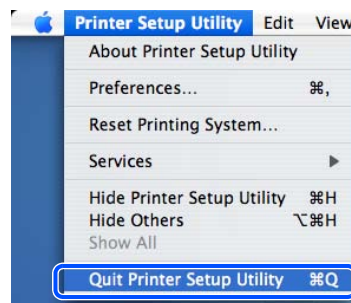 Printer Setup Utility Edit View
About Printer Setup Utility
Preferences... ⌘,
Reset Printing System...
Services ▶
Hide Printer Setup Utility ⌘H
Hide Others ⌥⌘H
Show All
Quit Printer Setup Utility ⌘Q